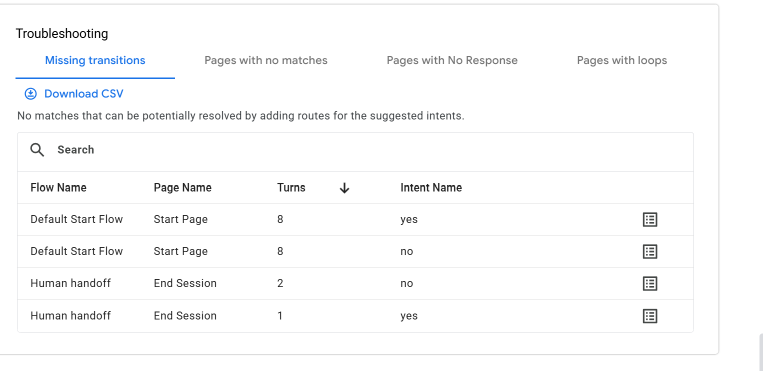 Troubleshooting
Missing transitions Pages with no matches Pages with No Response Pages with loops
Download CSV
No matches that can be potentially resolved by adding routes for the suggested intents.
Search
Flow Name Page Name Turns Intent Name
Default Start Flow Start Page 8 yes
Default Start Flow Start Page 8 no
Human handoff End Session 2 no
Human handoff End Session 1 yes